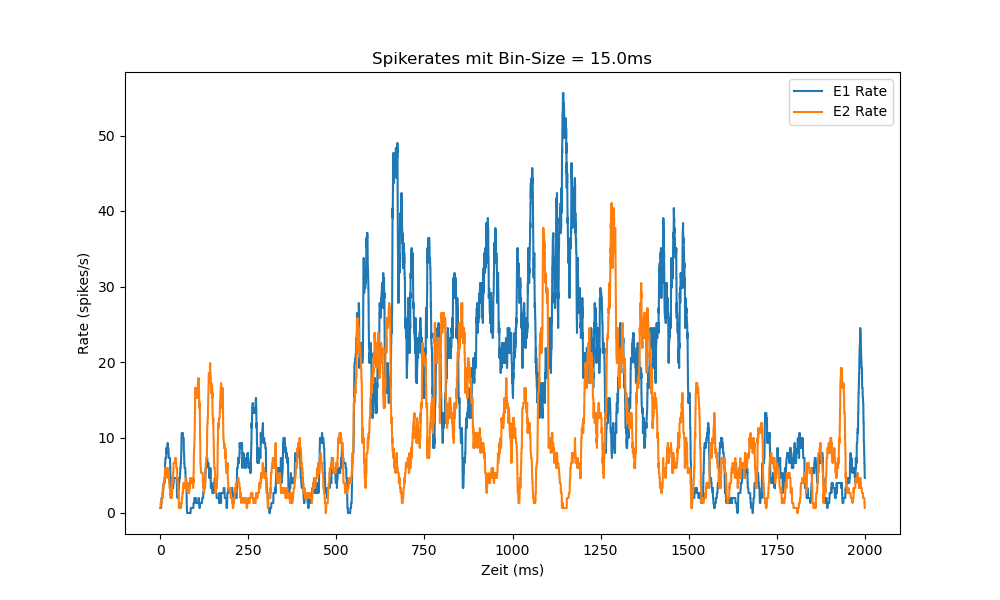 Spikerates mit Bin-Size = 15.0ms
E1 Rate
E2 Rate
Rate (spikes/s)
50
40
30
20
10
0
0 250 500 750 1000 1250 1500 1750 2000
Zeit (ms)